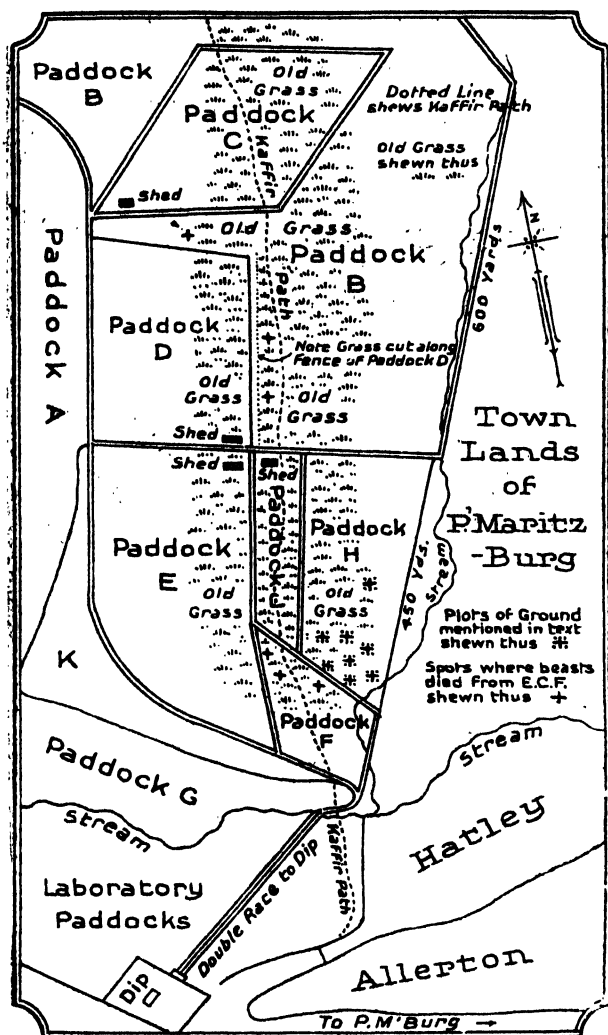 Paddock
B
Old
Grass
Paddock
C
Kaffir
Path
Shed
Dotted Line
shews Kaffir Path
Old Grass
shewn thus
N
Old Grass
Paddock
B
Paddock A
Paddock
D
600 Yards
Note Grass cut along
Fence of Paddock D
Old
Grass
Old
Grass
Shed
Shed
Shed
Town
Lands
of
P'Maritz
-Burg
Paddock
E
Old
Grass
Paddock J
Paddock
H
Old
Grass
450 Yds.
Stream
Plots of Ground
mentioned in text
shewn thus
Spots where beasts
died from E.C.F.
shewn thus +
K
Paddock
F
Paddock G
Stream
Stream
Hatley
Kaffir Path
Double Race to Dip
Laboratory
Paddocks
Dip
Allerton
To P.M'Burg →